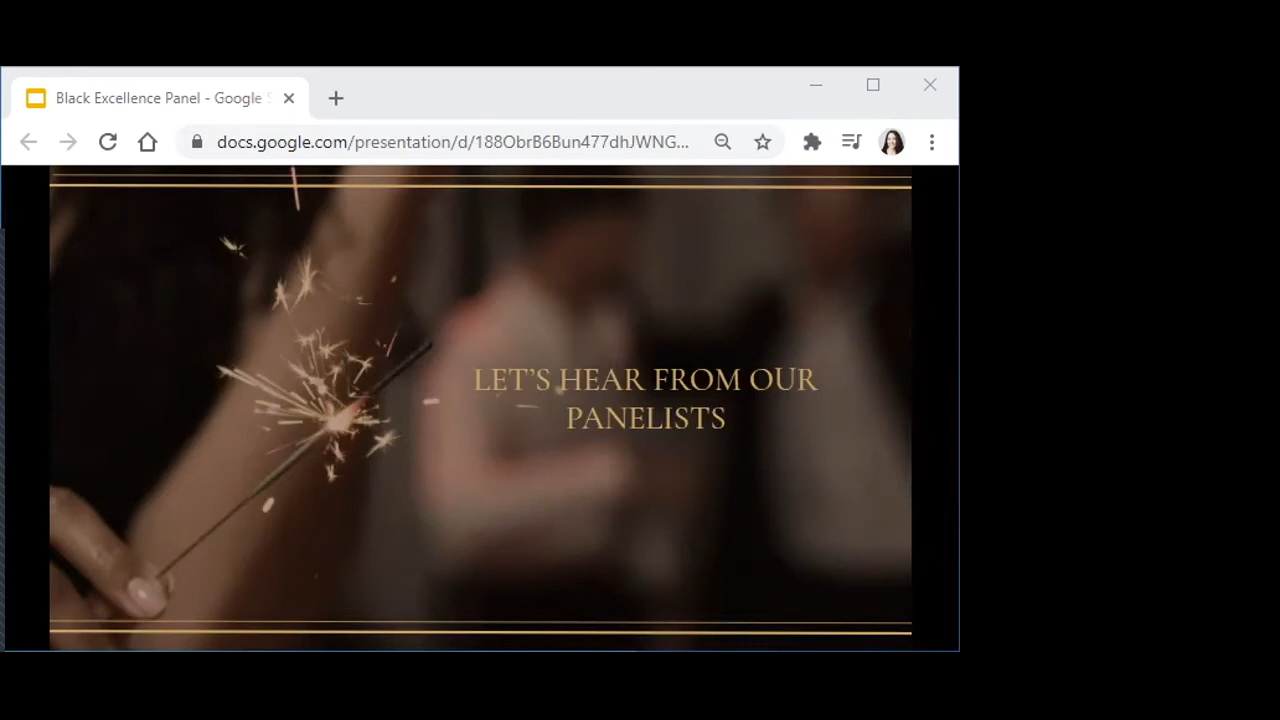 Black Excellence Panel - Google S
docs.google.com/presentation/d/188ObrB6Bun477dhJWNG...
LET'S HEAR FROM OUR
PANELISTS